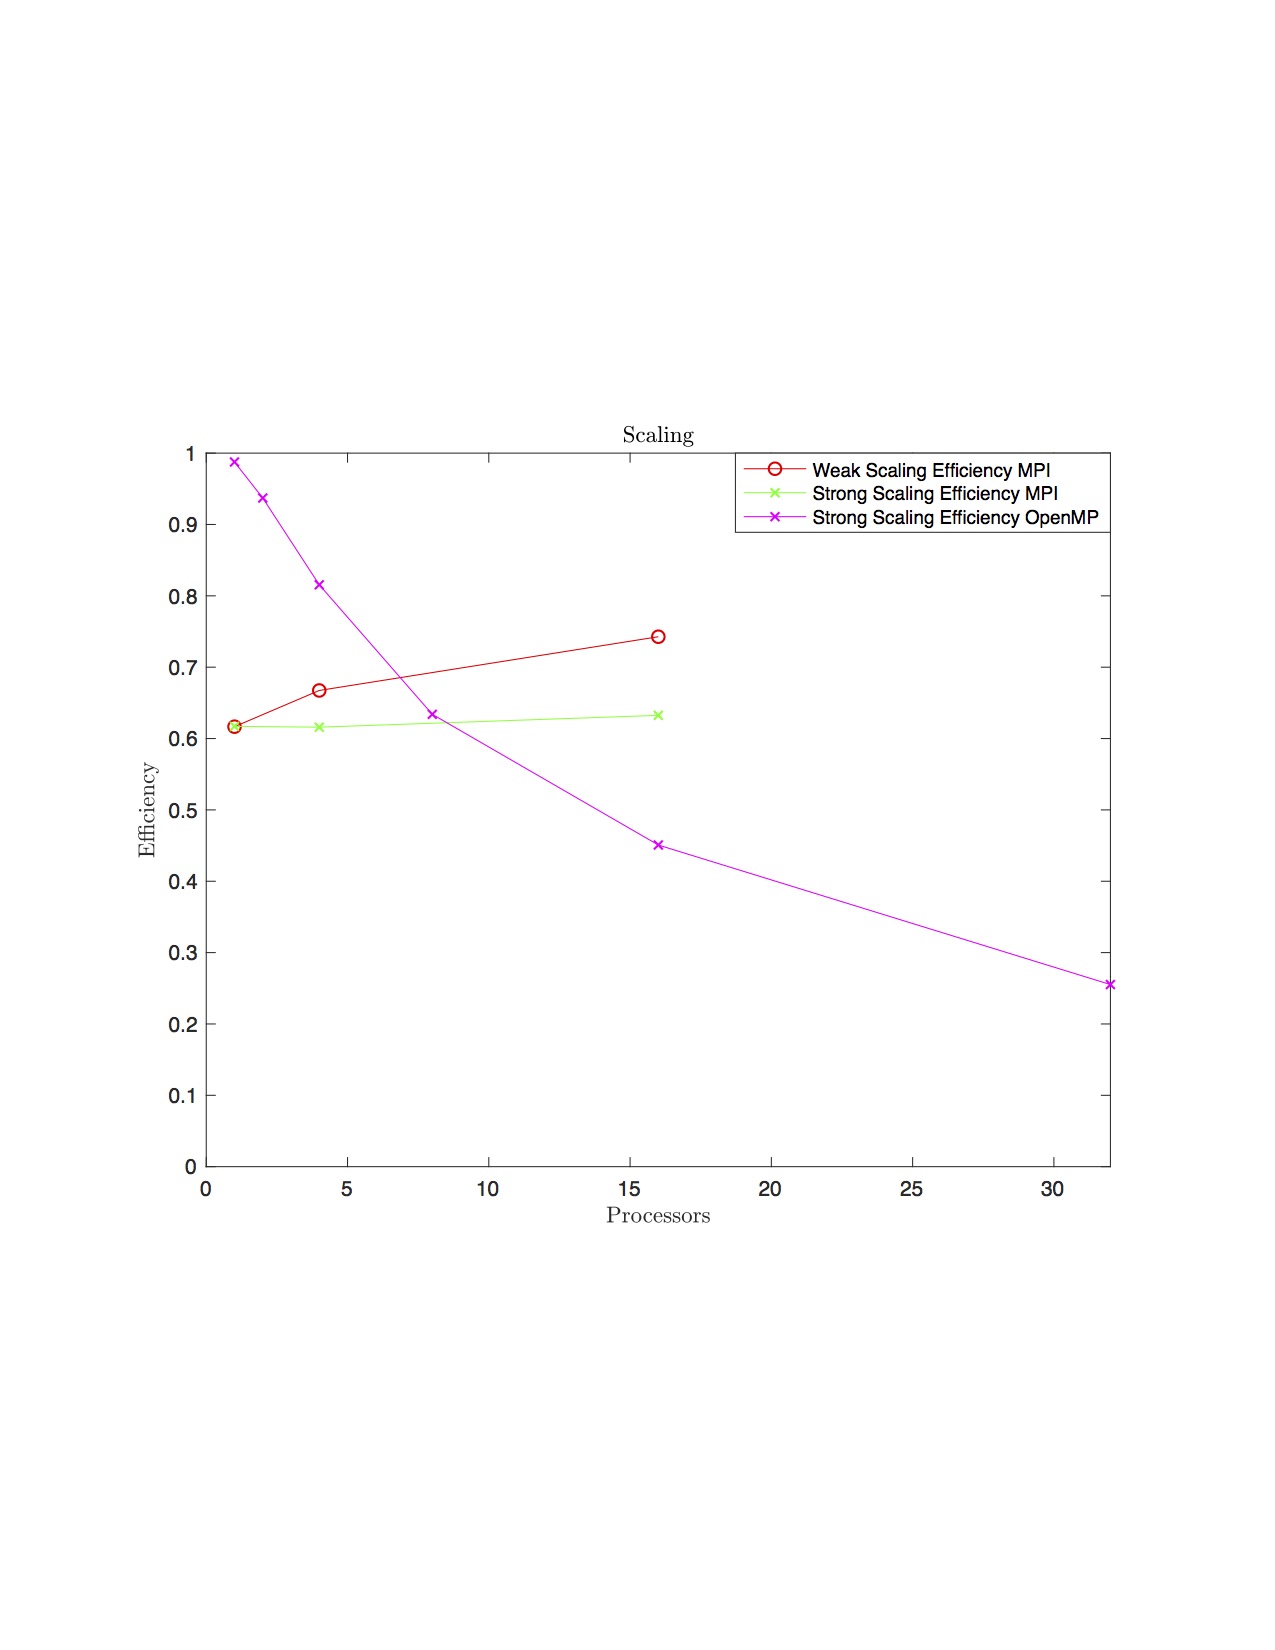 Scaling
Weak Scaling Efficiency MPI
Strong Scaling Efficiency MPI
Strong Scaling Efficiency OpenMP
1
0.9
0.8
0.7
0.6
0.5
0.4
0.3
0.2
0.1
0
Efficiency
0 5 10 15 20 25 30
Processors